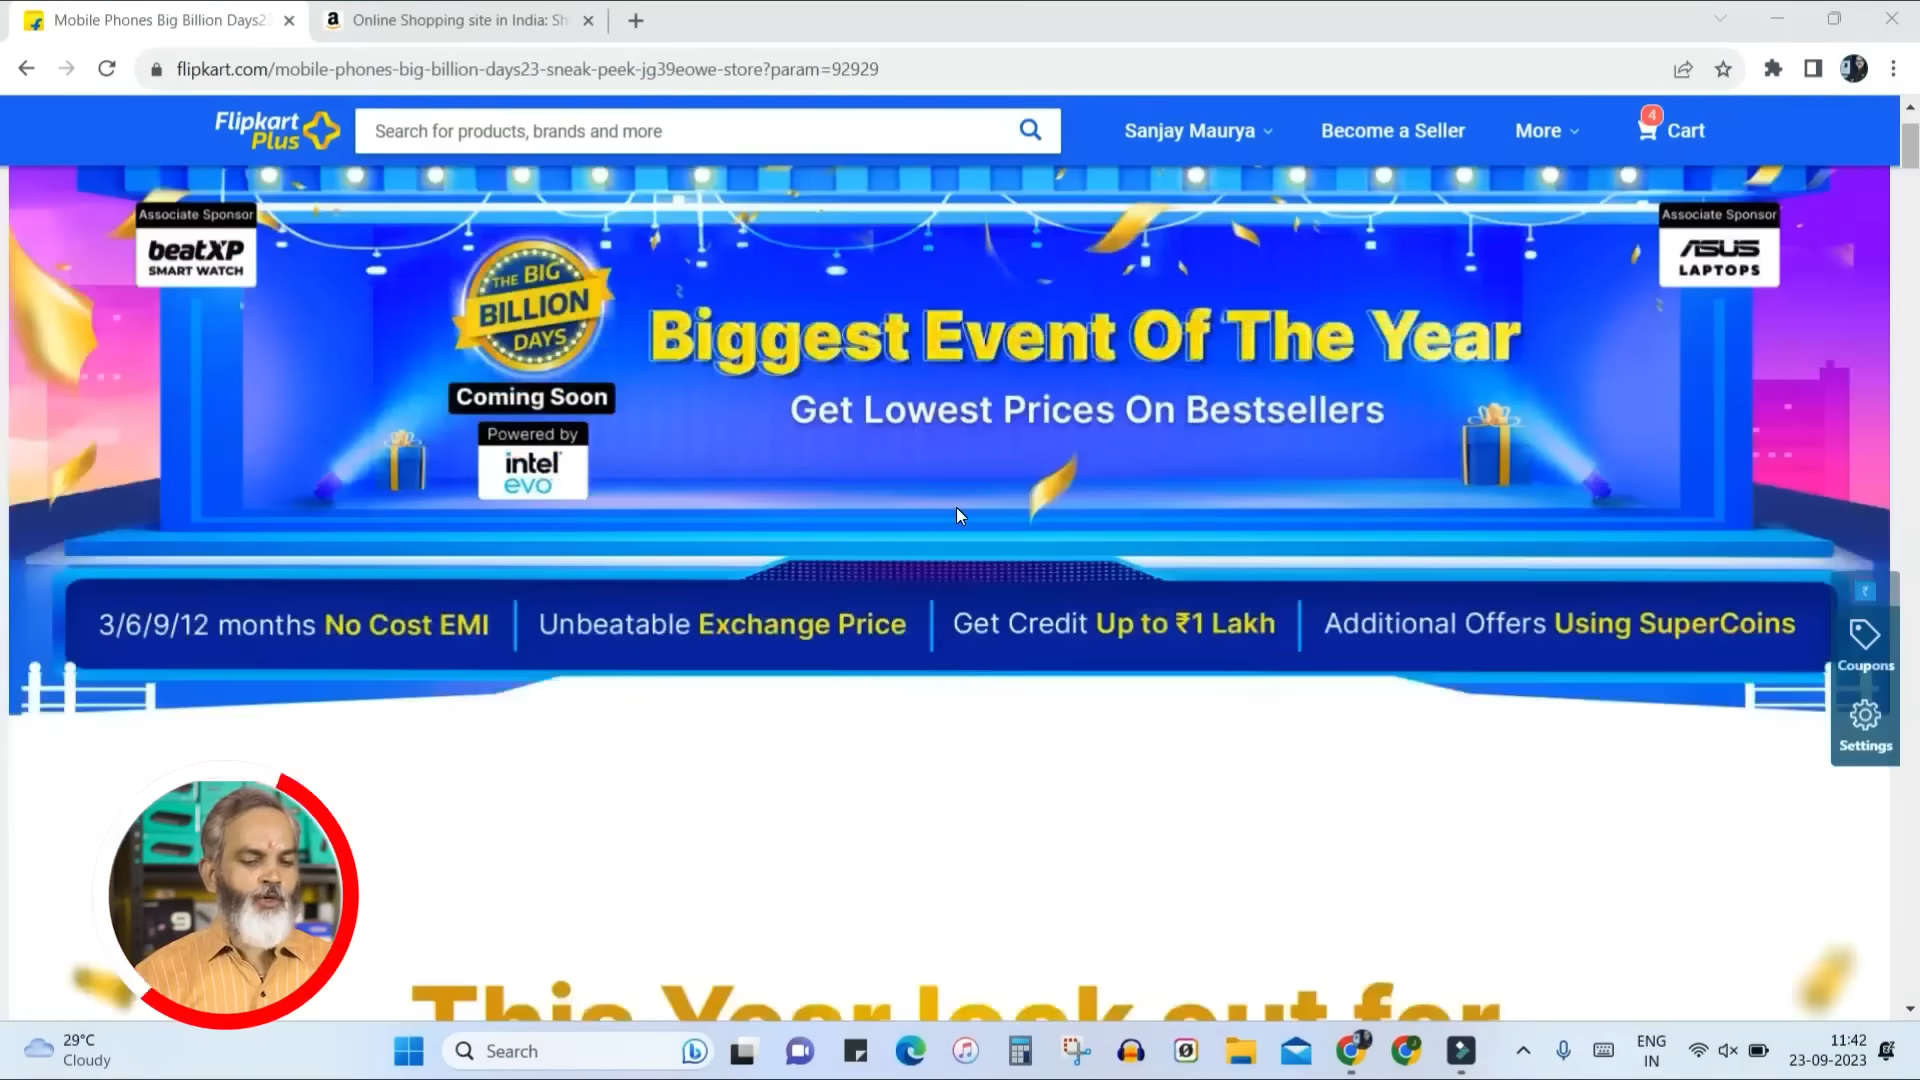 Mobile Phones Big Billion Days2
Online Shopping site in India: Sh
flipkart.com/mobile-phones-big-billion-days23-sneak-peek-jg39eowe-store?param=92929
Flipkart
Plus
Search for products, brands and more
Sanjay Maurya
Become a Seller
More
4
Cart
Associate Sponsor
beatXP
SMART WATCH
Associate Sponsor
ASUS
LAPTOPS
THE BIG
BILLION
DAYS
Coming Soon
Powered by
intel
evo
Biggest Event Of The Year
Get Lowest Prices On Bestsellers
3/6/9/12 months No Cost EMI
Unbeatable Exchange Price
Get Credit Up to ₹1 Lakh
Additional Offers Using SuperCoins
₹
Coupons
Settings
This Year look out for
29°C
Cloudy
Search
ENG
IN
11:42
23-09-2023